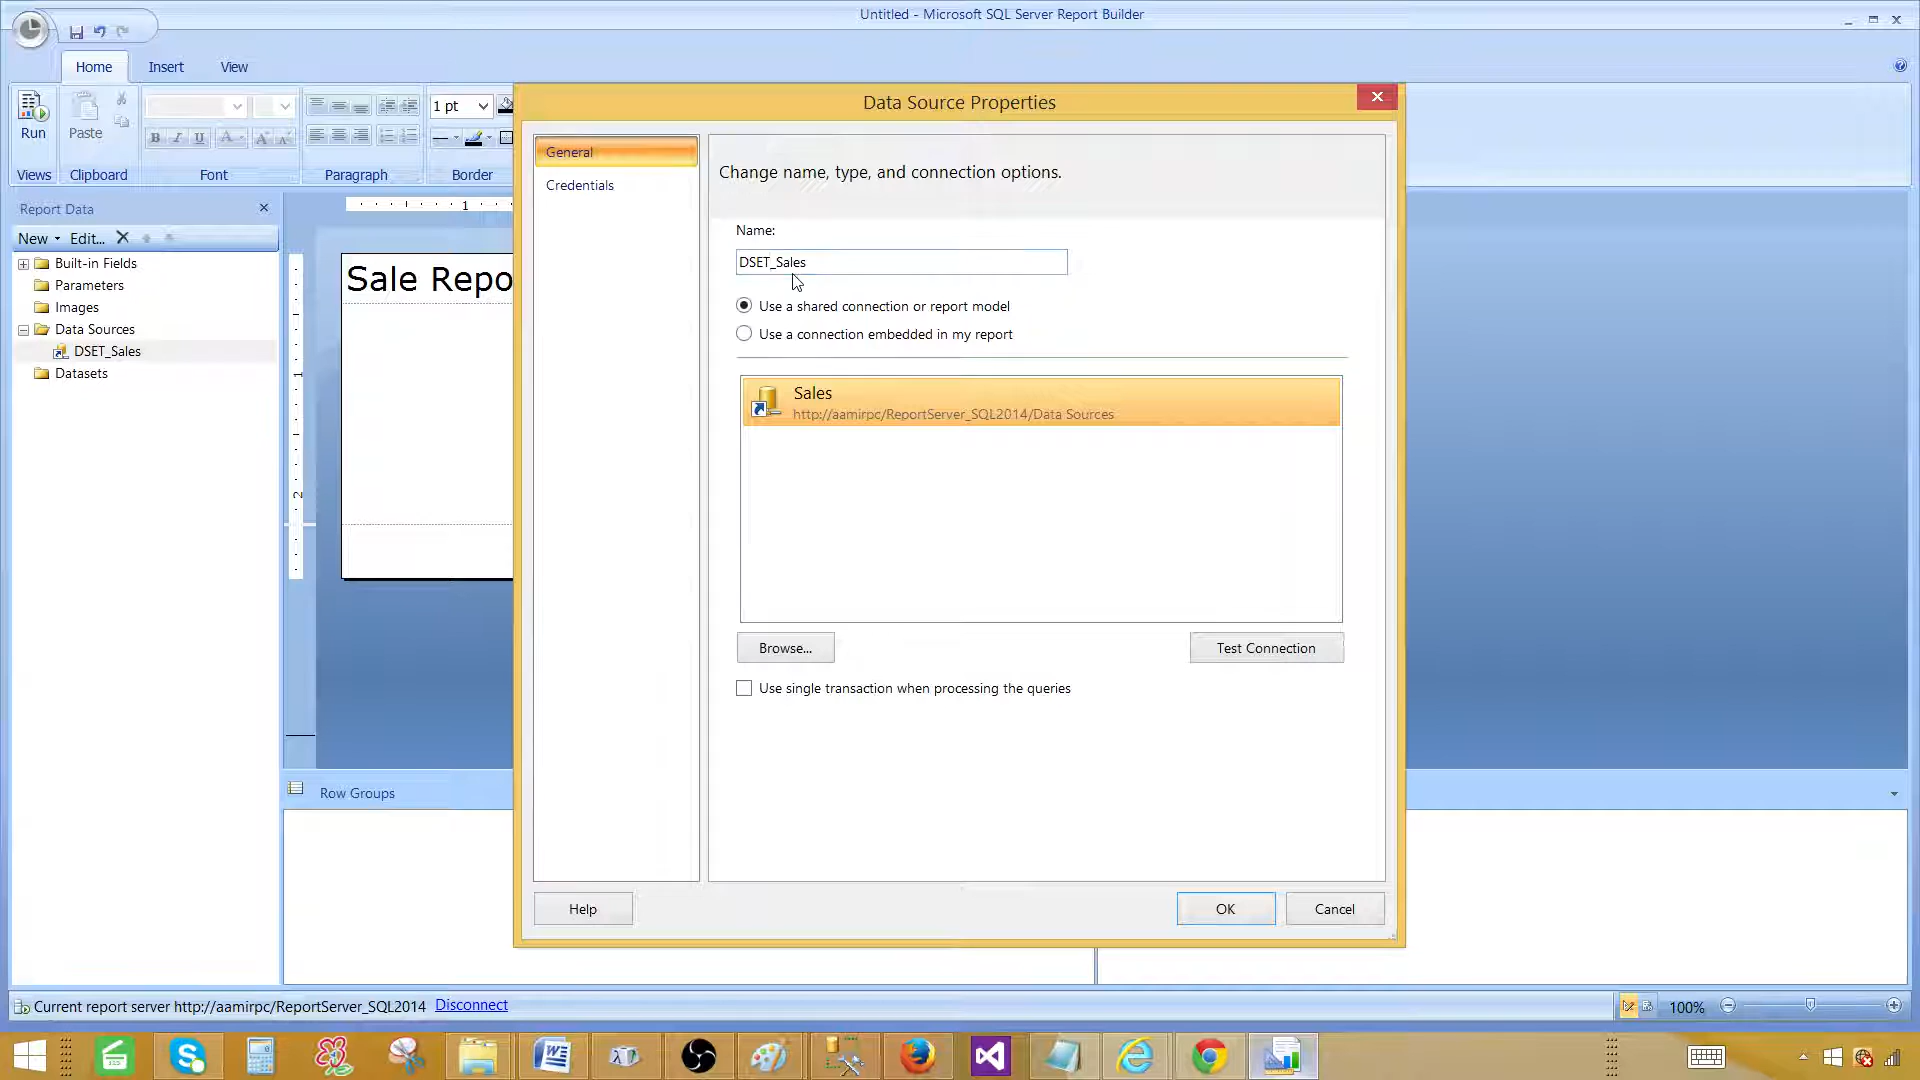 Untitled - Microsoft SQL Server Report Builder
Home Insert View
1 pt
Run Paste
B I U A A A
Views Clipboard Font Paragraph Border
Data Source Properties
General
Credentials
Change name, type, and connection options.
Name:
DSET_Sales
Use a shared connection or report model
Use a connection embedded in my report
Sales
http://aamirpc/ReportServer_SQL2014/Data Sources
Browse... Test Connection
Use single transaction when processing the queries
Help OK Cancel
Report Data
New Edit...
Built-in Fields
Parameters
Images
Data Sources
DSET_Sales
Datasets
1
1
2
Sale Repo
Row Groups
Current report server http://aamirpc/ReportServer_SQL2014 Disconnect
100%